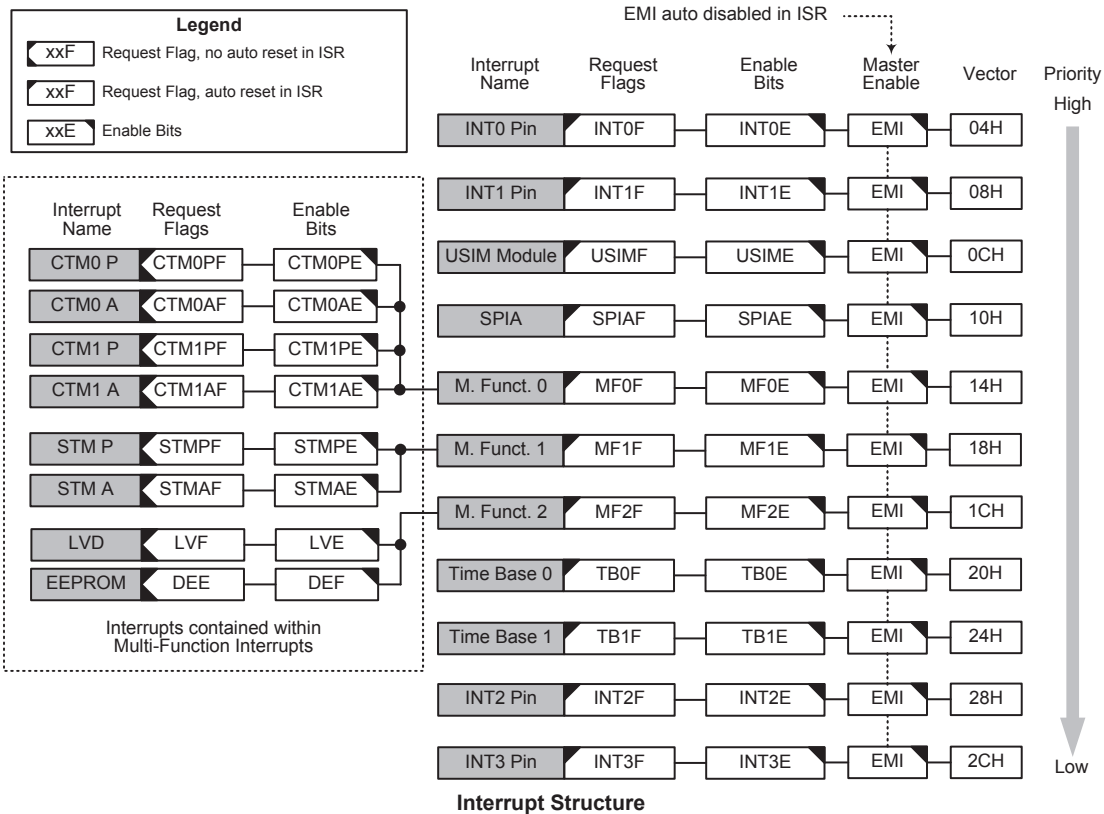 Legend
xxF Request Flag, no auto reset in ISR
xxF Request Flag, auto reset in ISR
xxE Enable Bits
EMI auto disabled in ISR
Interrupt Name Request Flags Enable Bits Master Enable Vector Priority
High
INT0 Pin INT0F INT0E EMI 04H
INT1 Pin INT1F INT1E EMI 08H
USIM Module USIMF USIME EMI 0CH
SPIA SPIAF SPIAE EMI 10H
M. Funct. 0 MF0F MF0E EMI 14H
M. Funct. 1 MF1F MF1E EMI 18H
M. Funct. 2 MF2F MF2E EMI 1CH
Time Base 0 TB0F TB0E EMI 20H
Time Base 1 TB1F TB1E EMI 24H
INT2 Pin INT2F INT2E EMI 28H
INT3 Pin INT3F INT3E EMI 2CH
Low
Interrupt Name Request Flags Enable Bits
CTM0 P CTM0PF CTM0PE
CTM0 A CTM0AF CTM0AE
CTM1 P CTM1PF CTM1PE
CTM1 A CTM1AF CTM1AE
STM P STMPF STMPE
STM A STMAF STMAE
LVD LVF LVE
EEPROM DEE DEF
Interrupts contained within
Multi-Function Interrupts
Interrupt Structure